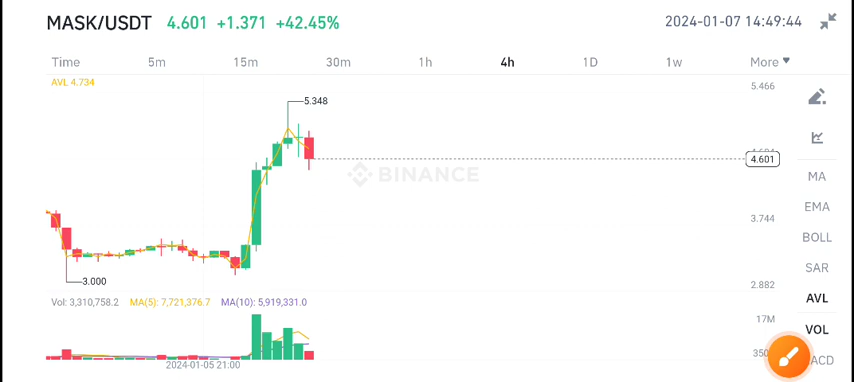 MASK/USDT 4.601 +1.371 +42.45% 2024-01-07 14:49:44
Time 5m 15m 30m 1h 4h 1D 1w More
AVL 4.734
5.466
5.348
4.601
BINANCE
MA
EMA
3.744
BOLL
SAR
3.000
2.882
AVL
Vol: 3,310,758.2 MA(5): 7,721,376.7 MA(10): 5,919,331.0
17M
VOL
350
ACD
2024-01-05 21:00